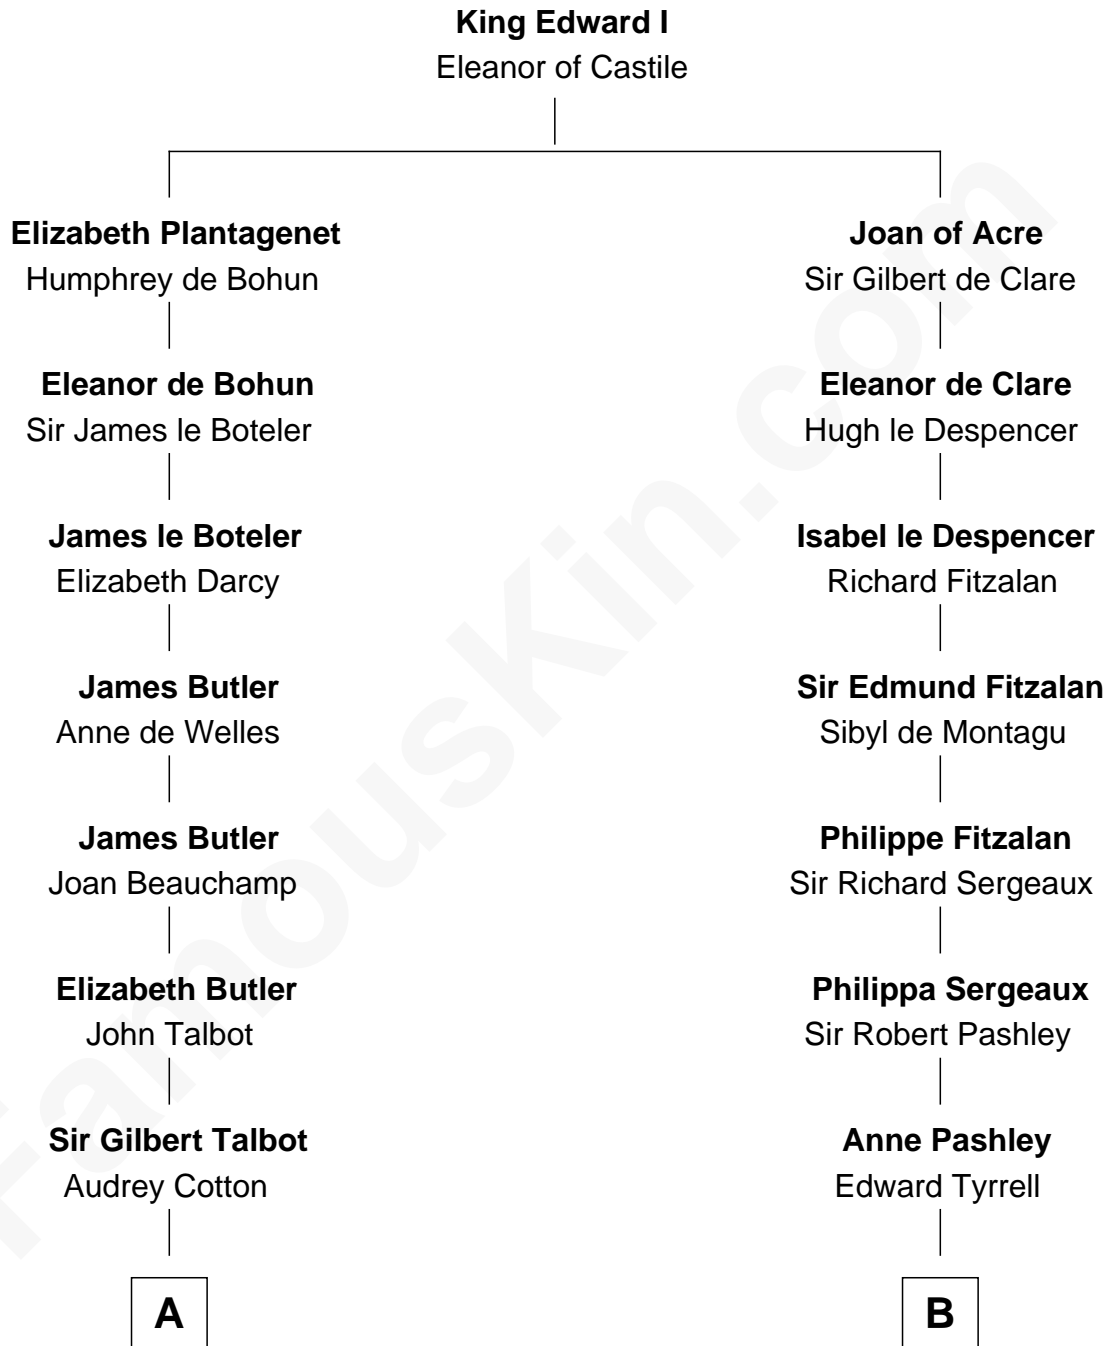 King Edward I
Eleanor of Castile
Elizabeth Plantagenet
Humphrey de Bohun
Joan of Acre
Sir Gilbert de Clare
Eleanor de Bohun
Sir James le Boteler
Eleanor de Clare
Hugh le Despencer
James le Boteler
Elizabeth Darcy
Isabel le Despencer
Richard Fitzalan
James Butler
Anne de Welles
Sir Edmund Fitzalan
Sibyl de Montagu
James Butler
Joan Beauchamp
Philippe Fitzalan
Sir Richard Sergeaux
Elizabeth Butler
John Talbot
Philippa Sergeaux
Sir Robert Pashley
Sir Gilbert Talbot
Audrey Cotton
Anne Pashley
Edward Tyrrell
A
B
FamousKin.com